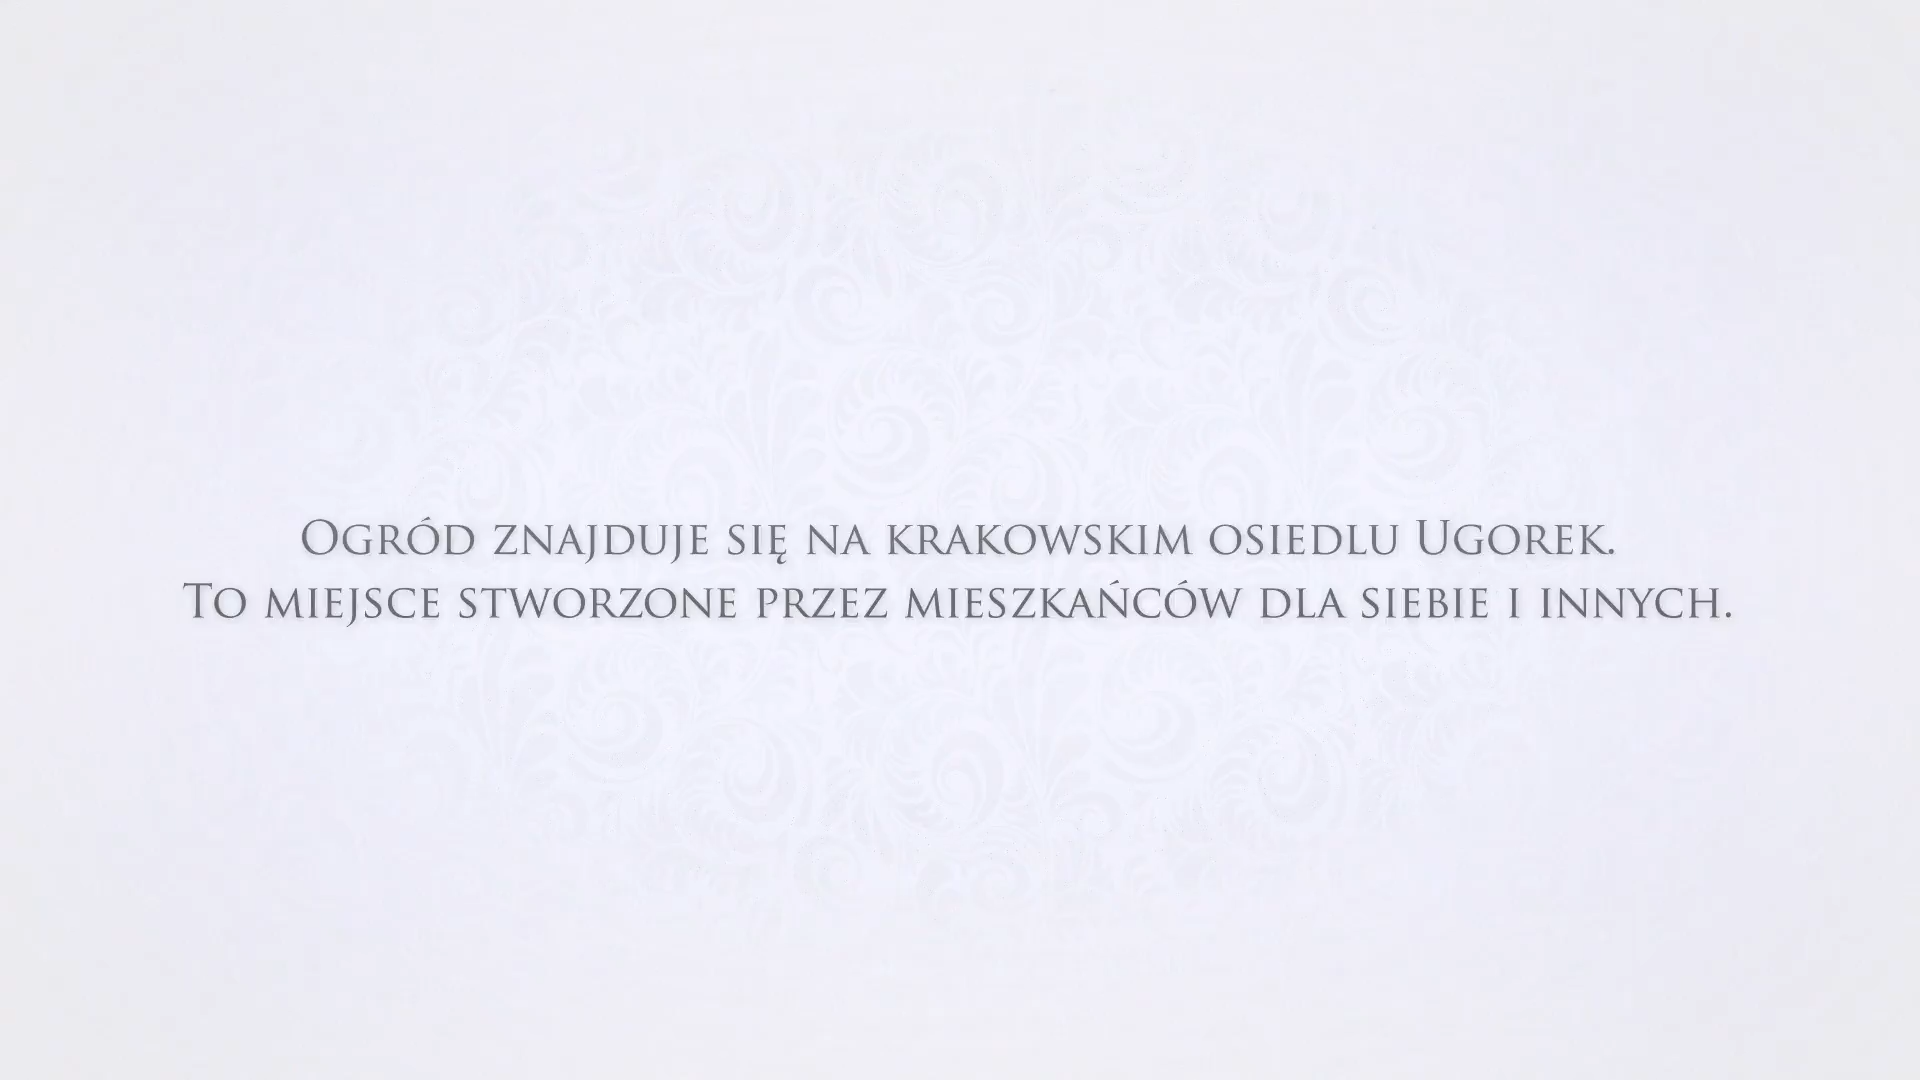 Ogród znajduje się na krakowskim osiedlu Ugorek.
To miejsce stworzone przez mieszkańców dla siebie i innych.